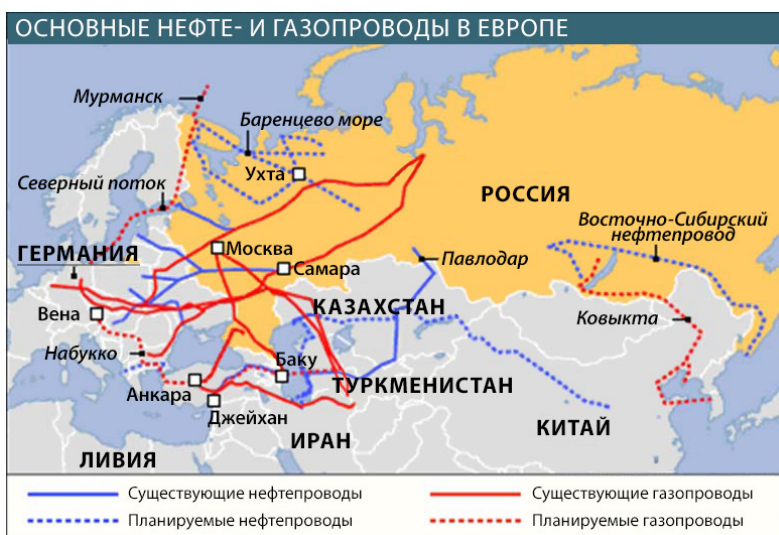 ОСНОВНЫЕ НЕФТЕ- И ГАЗОПРОВОДЫ В ЕВРОПЕ
Мурманск
Баренцево море
Ухта
Северный поток
РОССИЯ
Восточно-Сибирский
нефтепровод
ГЕРМАНИЯ
Москва
Самара
Павлодар
КАЗАХСТАН
Вена
Ковыкта
Набукко
Баку
ТУРКМЕНИСТАН
Анкара
Джейхан
КИТАЙ
ИРАН
ЛИВИЯ
Существующие нефтепроводы
Существующие газопроводы
Планируемые нефтепроводы
Планируемые газопроводы